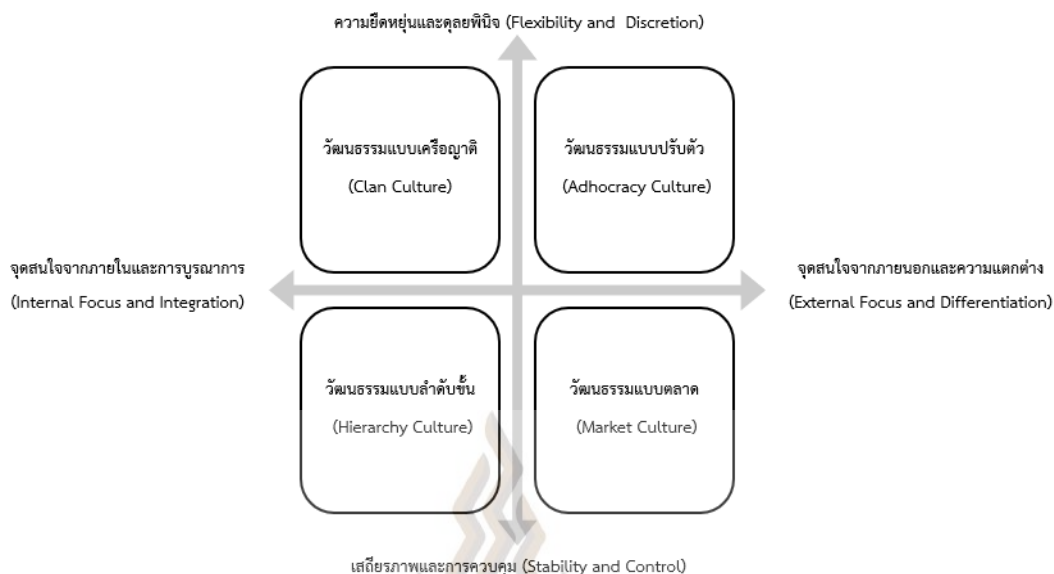 ความยืดหยุ่นและดุลยพินิจ (Flexibility and Discretion)
วัฒนธรรมแบบเครือญาติ
(Clan Culture)
วัฒนธรรมแบบปรับตัว
(Adhocracy Culture)
จุดสนใจจากภายในและการบูรณาการ
(Internal Focus and Integration)
จุดสนใจจากภายนอกและความแตกต่าง
(External Focus and Differentiation)
วัฒนธรรมแบบลำดับขั้น
(Hierarchy Culture)
วัฒนธรรมแบบตลาด
(Market Culture)
เสถียรภาพและการควบคุม (Stability and Control)